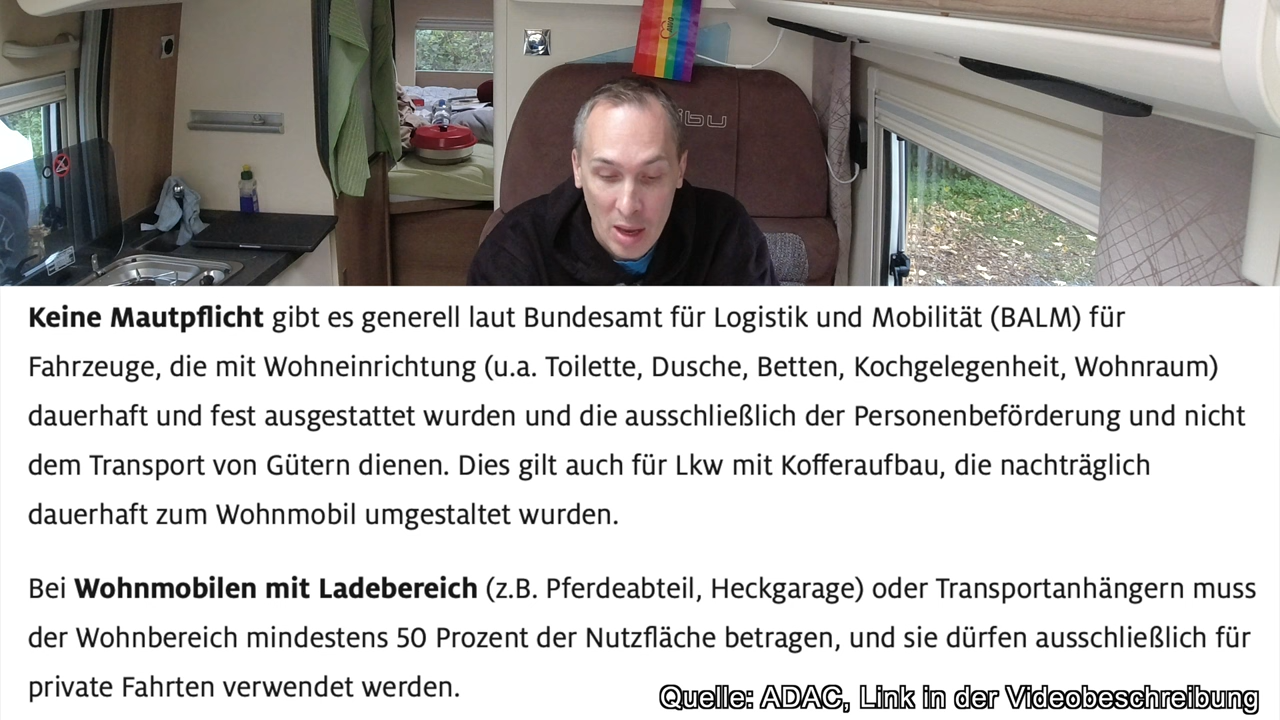 ibu
Keine Mautpflicht gibt es generell laut Bundesamt für Logistik und Mobilität (BALM) für
Fahrzeuge, die mit Wohneinrichtung (u.a. Toilette, Dusche, Betten, Kochgelegenheit, Wohnraum)
dauerhaft und fest ausgestattet wurden und die ausschließlich der Personenbeförderung und nicht
dem Transport von Gütern dienen. Dies gilt auch für Lkw mit Kofferaufbau, die nachträglich
dauerhaft zum Wohnmobil umgestaltet wurden.
Bei Wohnmobilen mit Ladebereich (z.B. Pferdeabteil, Heckgarage) oder Transportanhängern muss
der Wohnbereich mindestens 50 Prozent der Nutzfläche betragen, und sie dürfen ausschließlich für
private Fahrten verwendet werden.
Quelle: ADAC, Link in der Videobeschreibung